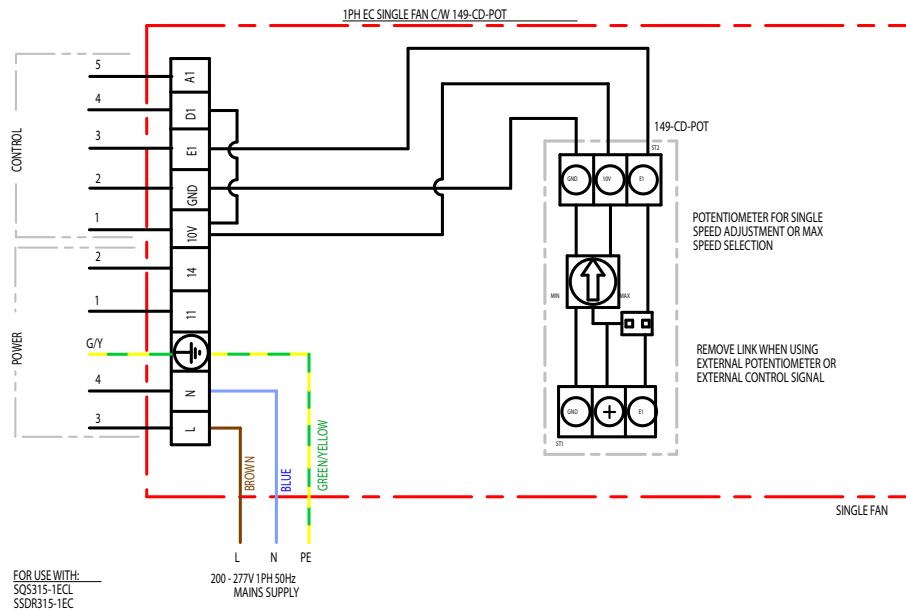 1PH EC SINGLE FAN C/W 149-CD-POT
CONTROL
5
4
3
2
1
POWER
2
1
G/Y
4
3
A1
D1
E1
GND
10V
14
11
N
L
149-CD-POT
ST2
GND
10V
E1
MIN
MAX
GND
+
E1
ST1
POTENTIOMETER FOR SINGLE
SPEED ADJUSTMENT OR MAX
SPEED SELECTION
REMOVE LINK WHEN USING
EXTERNAL POTENTIOMETER OR
EXTERNAL CONTROL SIGNAL
BROWN
BLUE
GREEN/YELLOW
SINGLE FAN
L
N
PE
200 - 277V 1PH 50Hz
MAINS SUPPLY
FOR USE WITH:
SQS315-1ECL
SSDR315-1EC